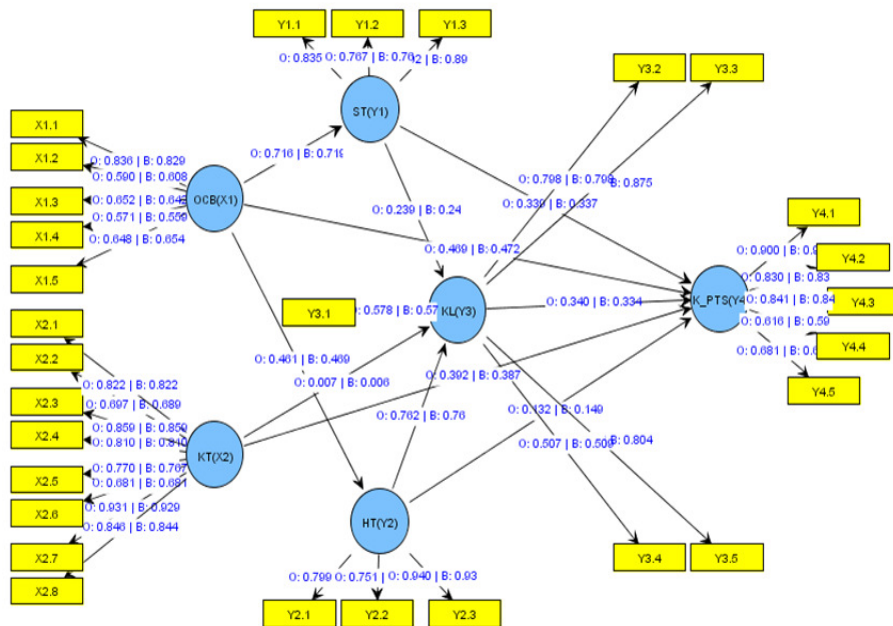 Y1.1
Y1.2
Y1.3
O: 0.835
O: 0.767 | B: 0.76
| B: 0.89
ST(Y1)
Y3.2
Y3.3
X1.1
X1.2
X1.3
X1.4
X1.5
O: 0.836 | B: 0.829
O: 0.590 | B: 0.608
O: 0.652 | B: 0.642
O: 0.571 | B: 0.559
O: 0.648 | B: 0.654
OCB(X1)
O: 0.716 | B: 0.719
O: 0.798 | B: 0.798
B: 0.875
O: 0.339 | B: 0.337
O: 0.239 | B: 0.24
O: 0.469 | B: 0.472
Y4.1
Y4.2
Y4.3
Y4.4
Y4.5
O: 0.900 | B: 0.9
O: 0.830 | B: 0.83
O: 0.841 | B: 0.84
O: 0.616 | B: 0.59
O: 0.681 | B: 0.6
K_PTS(Y4
Y3.1
O: 0.578 | B: 0.57
KL(Y3)
O: 0.340 | B: 0.334
X2.1
X2.2
X2.3
X2.4
X2.5
X2.6
X2.7
X2.8
O: 0.822 | B: 0.822
O: 0.697 | B: 0.689
O: 0.859 | B: 0.859
O: 0.810 | B: 0.810
O: 0.770 | B: 0.767
O: 0.681 | B: 0.681
O: 0.931 | B: 0.929
O: 0.846 | B: 0.844
KT(X2)
O: 0.461 | B: 0.469
O: 0.007 | B: 0.006
O: 0.392 | B: 0.387
O: 0.762 | B: 0.76
O: 0.132 | B: 0.149
O: 0.507 | B: 0.509
B: 0.804
HT(Y2)
Y3.4
Y3.5
O: 0.799
O: 0.751
O: 0.940 | B: 0.93
Y2.1
Y2.2
Y2.3